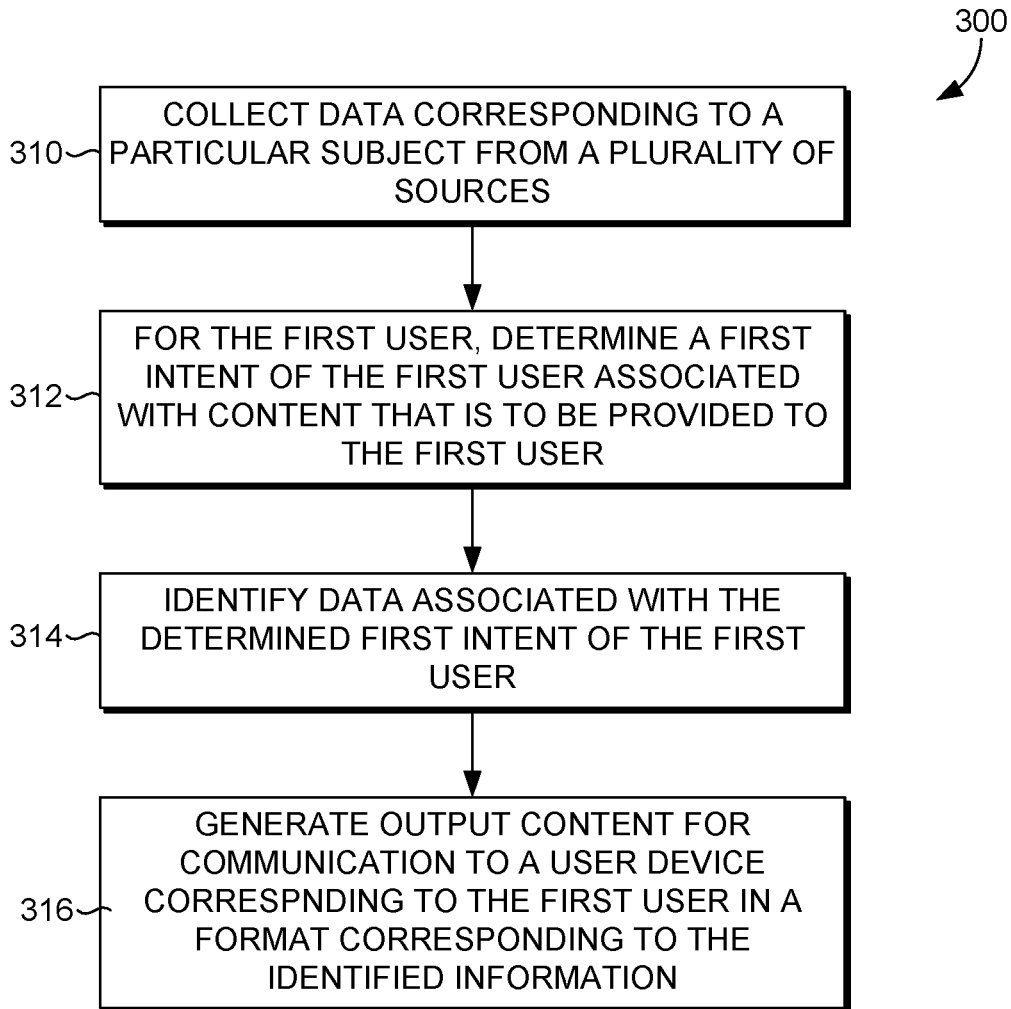 300
310
COLLECT DATA CORRESPONDING TO A
PARTICULAR SUBJECT FROM A PLURALITY OF
SOURCES
312
FOR THE FIRST USER, DETERMINE A FIRST
INTENT OF THE FIRST USER ASSOCIATED
WITH CONTENT THAT IS TO BE PROVIDED TO
THE FIRST USER
314
IDENTIFY DATA ASSOCIATED WITH THE
DETERMINED FIRST INTENT OF THE FIRST
USER
316
GENERATE OUTPUT CONTENT FOR
COMMUNICATION TO A USER DEVICE
CORRESPNDING TO THE FIRST USER IN A
FORMAT CORRESPONDING TO THE
IDENTIFIED INFORMATION